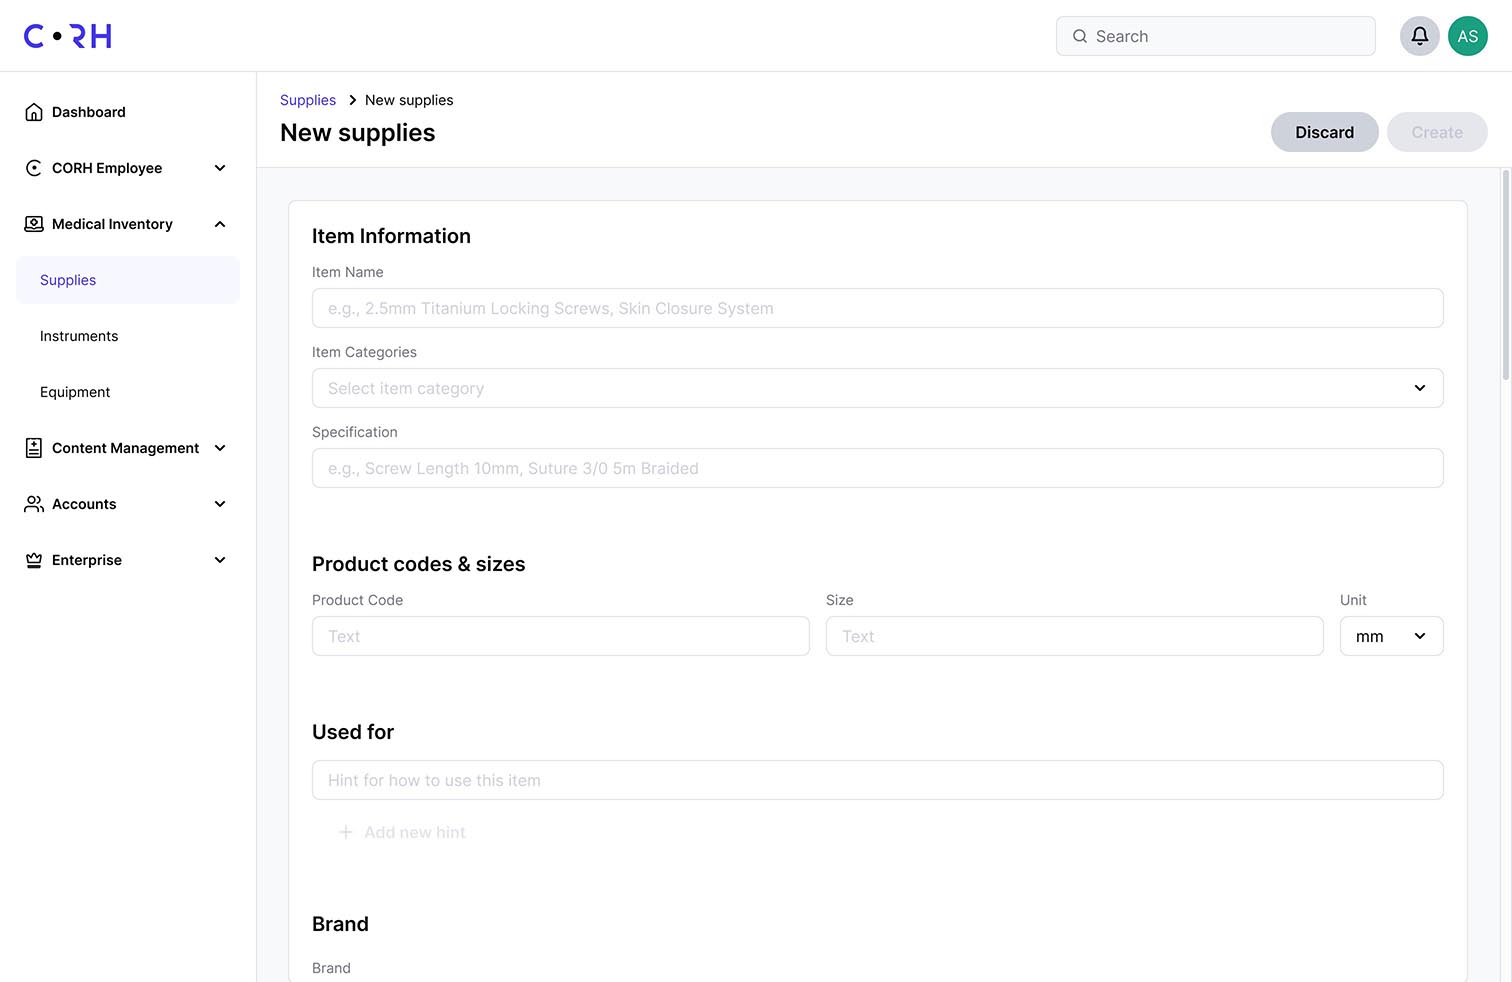 C•RH
Search
AS
Dashboard
CORH Employee
Medical Inventory
Supplies
Instruments
Equipment
Content Management
Accounts
Enterprise
Supplies > New supplies
New supplies
Discard
Create
Item Information
Item Name
e.g., 2.5mm Titanium Locking Screws, Skin Closure System
Item Categories
Select item category
Specification
e.g., Screw Length 10mm, Suture 3/0 5m Braided
Product codes & sizes
Product Code
Size
Unit
Text
Text
mm
Used for
Hint for how to use this item
+ Add new hint
Brand
Brand